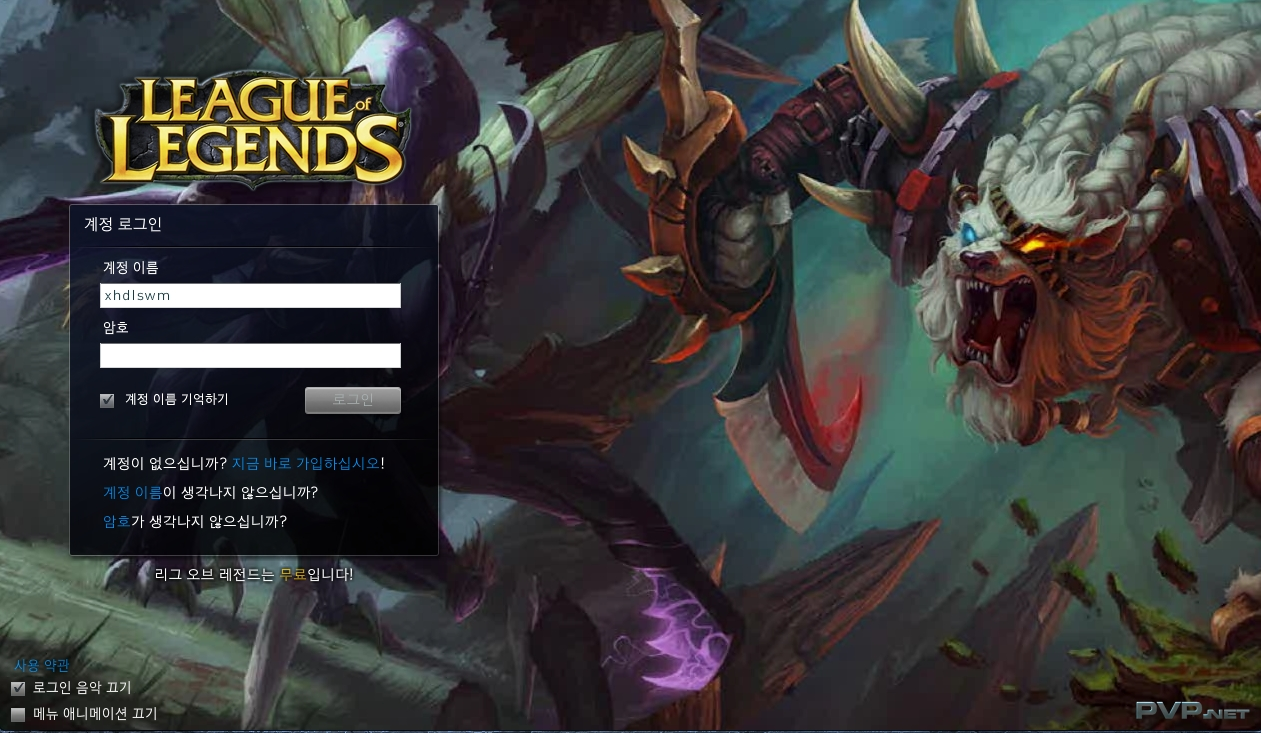 LEAGUE of
LEGENDS
계정 로그인
계정 이름
xhdlswm
암호
계정 이름 기억하기
로그인
계정이 없으십니까? 지금 바로 가입하십시오!
계정 이름이 생각나지 않으십니까?
암호가 생각나지 않으십니까?
리그 오브 레전드는 무료입니다!
사용 약관
로그인 음악 끄기
메뉴 애니메이션 끄기
PVP.NET